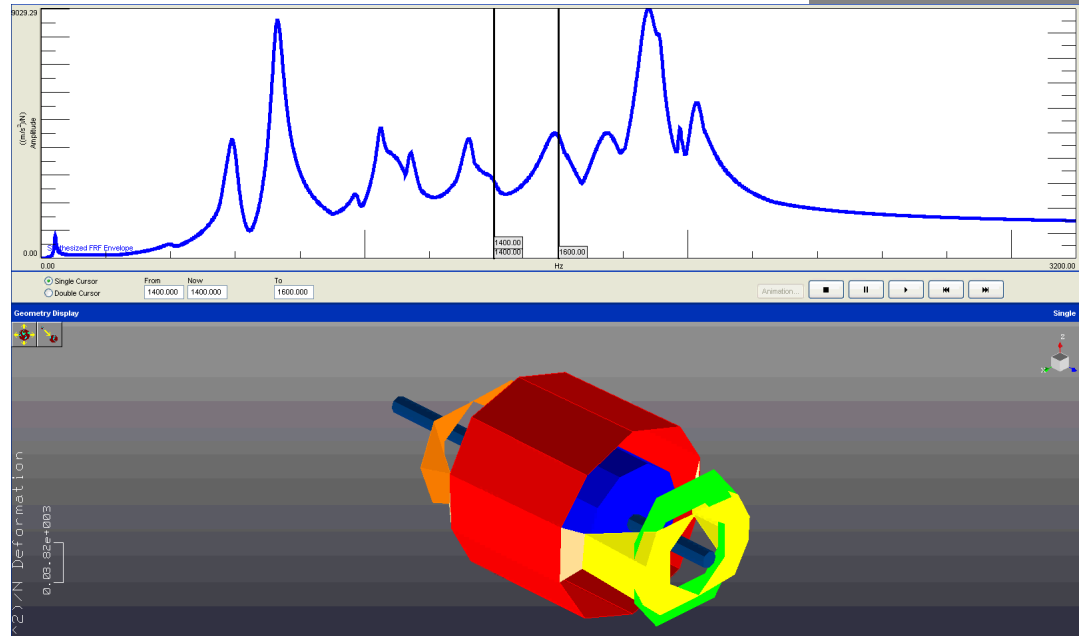 9029.29
((m/s²)/N)
Amplitude
0.00
Synthesized FRF Envelope
1400.00
1400.00
1600.00
0.00
Hz
3200.00
Single Cursor
Double Cursor
From
Now
To
1400.000
1400.000
1600.000
Animation...
Geometry Display
Single
^2)/N Deformation
0.03.82e+003